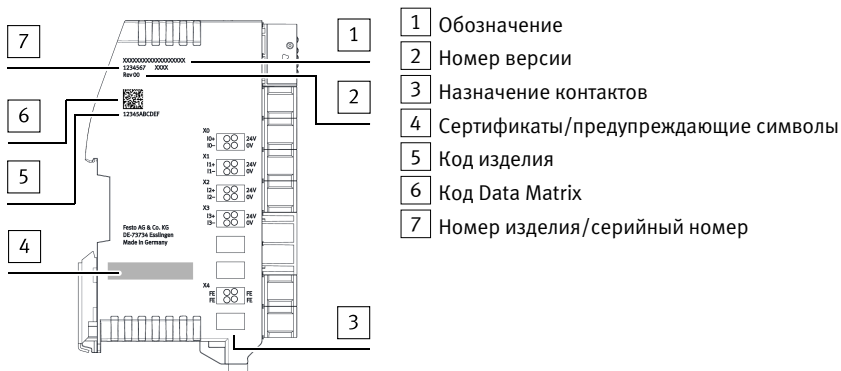 7
6
5
4
1
2
3
XXXXXXXXXXXXXXXXXXX
1234567 XXXX
Rev 00
12345ABCDEF
X0
I0+ 24V
I0– 0V
X1
I1+ 24V
I1– 0V
X2
I2+ 24V
I2– 0V
X3
I3+ 24V
I3– 0V
Festo AG & Co. KG
DE-73734 Esslingen
Made in Germany
X4
FE FE
FE FE
1 Обозначение
2 Номер версии
3 Назначение контактов
4 Сертификаты/предупреждающие символы
5 Код изделия
6 Код Data Matrix
7 Номер изделия/серийный номер